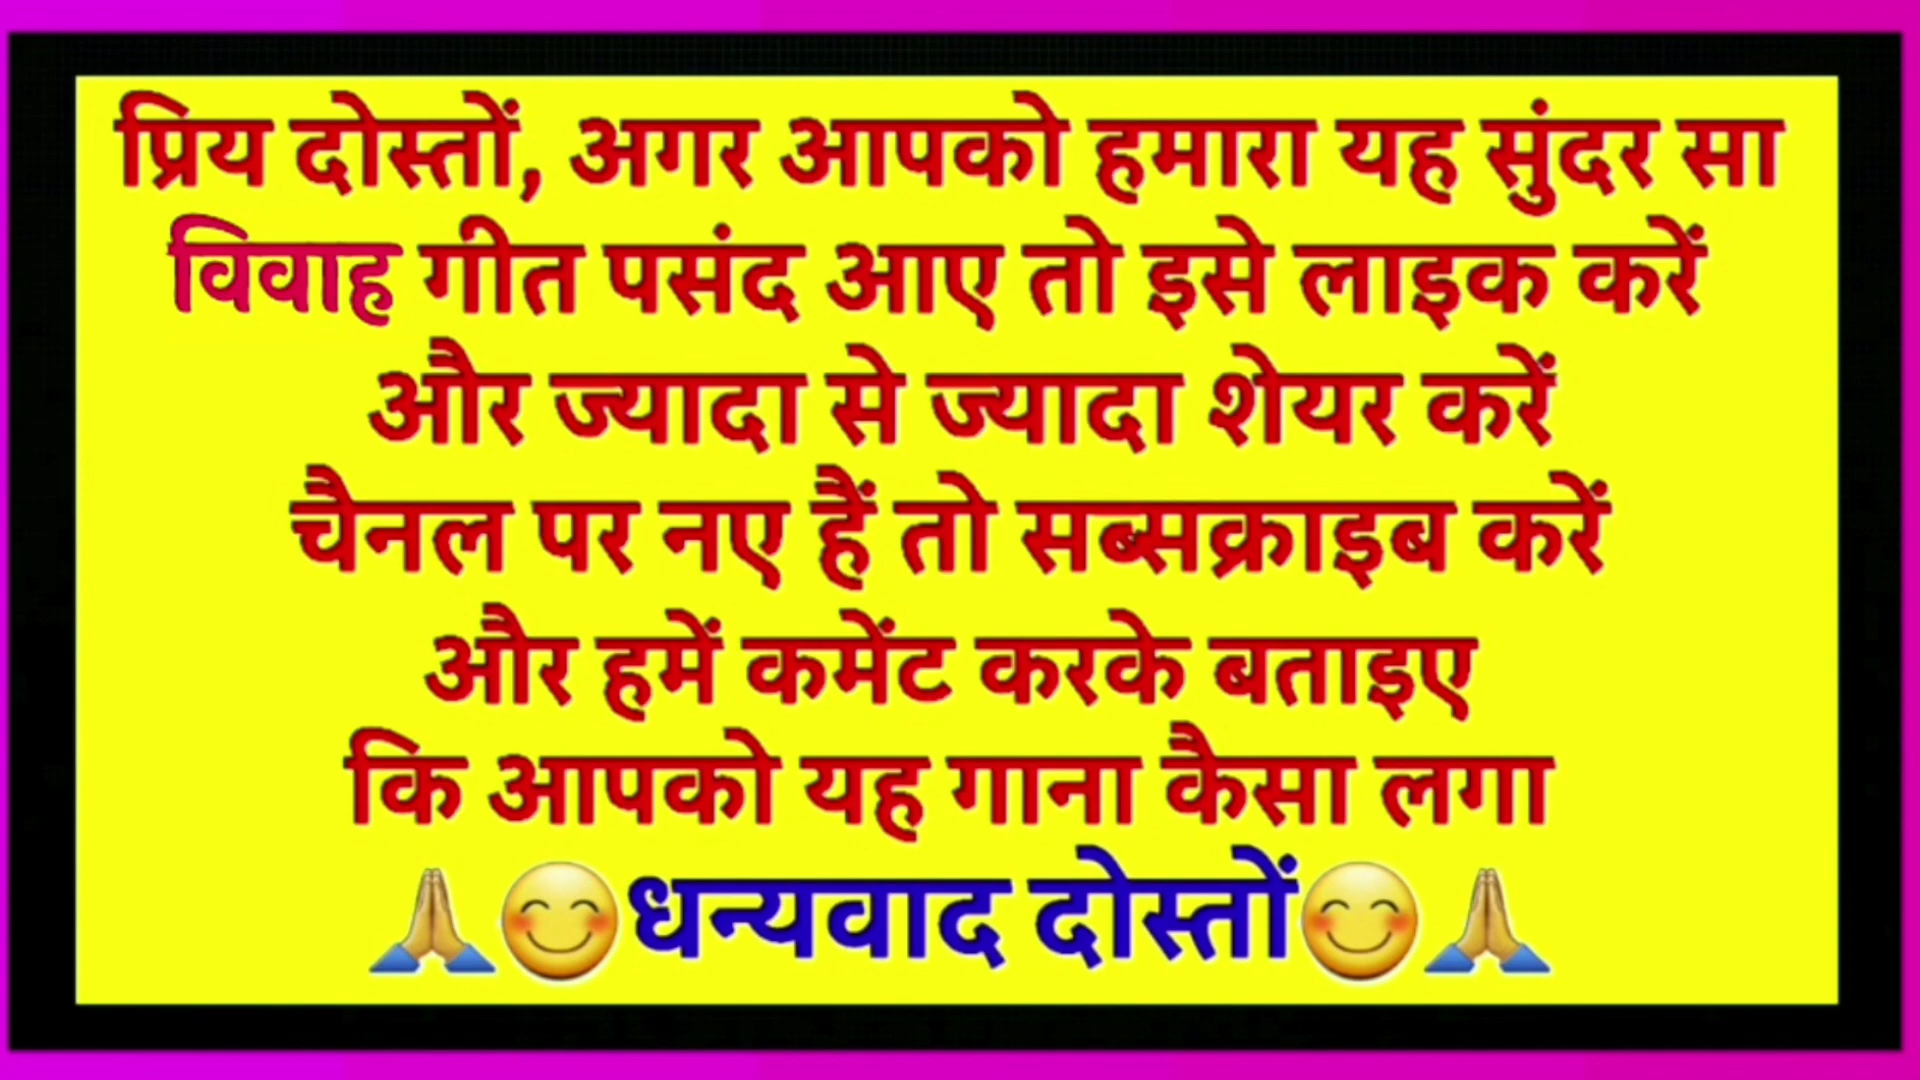 प्रिय दोस्तों, अगर आपको हमारा यह सुंदर सा
विवाह गीत पसंद आए तो इसे लाइक करें
और ज्यादा से ज्यादा शेयर करें
चैनल पर नए हैं तो सब्सक्राइब करें
और हमें कमेंट करके बताइए
कि आपको यह गाना कैसा लगा
🙏😊धन्यवाद दोस्तों😊🙏